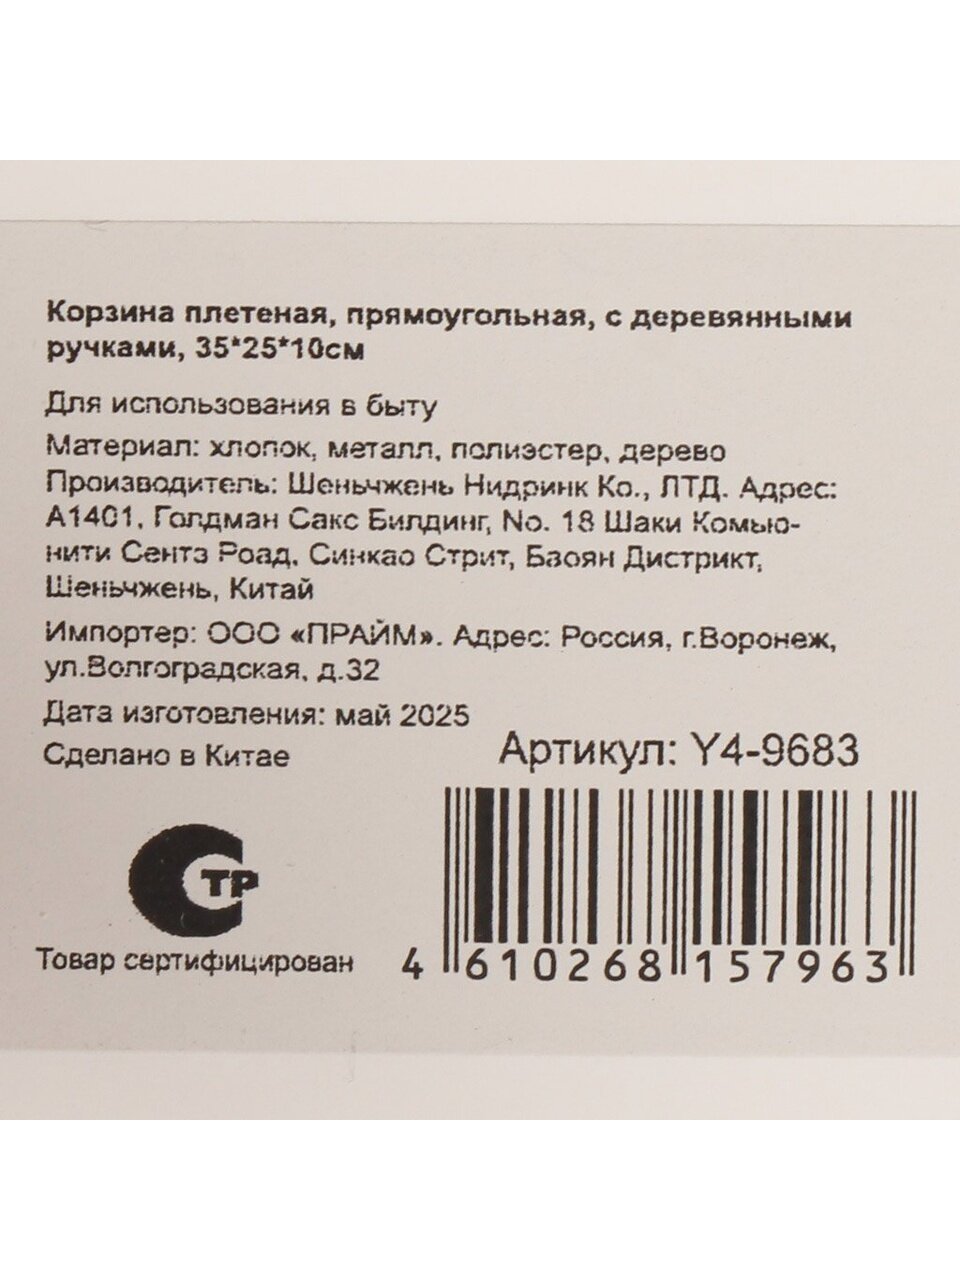 Корзина плетеная, прямоугольная, с деревянными
ручками, 35*25*10см
Для использования в быту
Материал: хлопок, металл, полиэстер, дерево
Производитель: Шеньчжень Нидринк Ко., ЛТД. Адрес:
А1401, Голдман Сакс Билдинг, No. 18 Шаки Комью-
нити Сентэ Роад, Синкао Стрит, Баоян Дистрикт,
Шеньчжень, Китай
Импортер: ООО «ПРАЙМ». Адрес: Россия, г.Воронеж,
ул.Волгоградская, д.32
Дата изготовления: май 2025
Сделано в Китае
Артикул: Y4-9683
СТР
Товар сертифицирован
4 610268 157963